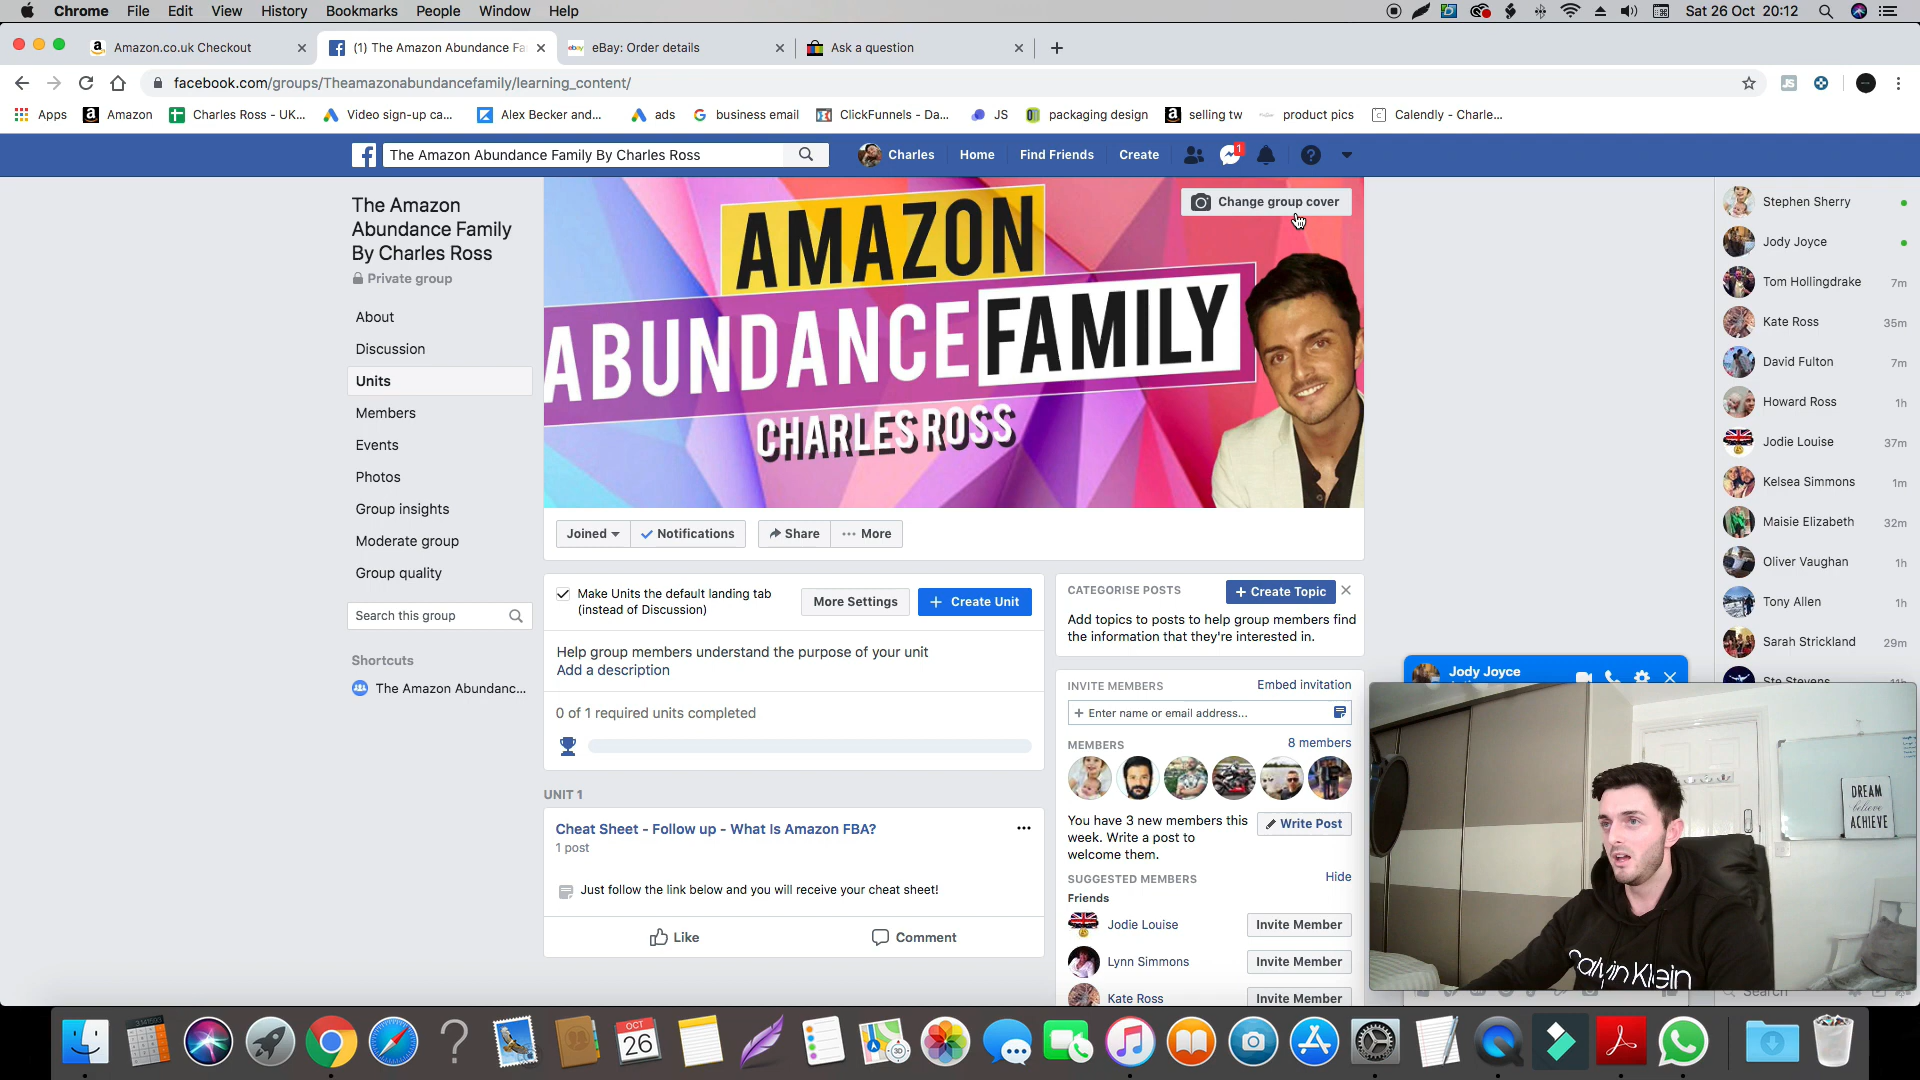 Chrome File Edit View History Bookmarks People Window Help
Sat 26 Oct 20:12
Amazon.co.uk Checkout
(1) The Amazon Abundance Fa
eBay: Order details
Ask a question
facebook.com/groups/Theamazonabundancefamily/learning_content/
Apps Amazon Charles Ross - UK... Video sign-up ca... Alex Becker and... ads business email ClickFunnels - Da... JS packaging design selling tw product pics Calendly - Charle...
The Amazon Abundance Family By Charles Ross
Charles Home Find Friends Create 1
The Amazon
Abundance Family
By Charles Ross
Private group
About
Discussion
Units
Members
Events
Photos
Group insights
Moderate group
Group quality
Search this group
Shortcuts
The Amazon Abundanc...
Change group cover
AMAZON
ABUNDANCE FAMILY
CHARLES ROSS
Joined Notifications Share More
Make Units the default landing tab
(instead of Discussion)
More Settings
+ Create Unit
Help group members understand the purpose of your unit
Add a description
0 of 1 required units completed
UNIT 1
Cheat Sheet - Follow up - What Is Amazon FBA?
1 post
Just follow the link below and you will receive your cheat sheet!
Like Comment
CATEGORISE POSTS
+ Create Topic
Add topics to posts to help group members find
the information that they're interested in.
INVITE MEMBERS Embed invitation
+ Enter name or email address...
MEMBERS 8 members
You have 3 new members this
week. Write a post to
welcome them.
Write Post
SUGGESTED MEMBERS Hide
Friends
Jodie Louise Invite Member
Lynn Simmons Invite Member
Kate Ross Invite Member
Stephen Sherry
Jody Joyce
Tom Hollingdrake 7m
Kate Ross 35m
David Fulton 7m
Howard Ross 1h
Jodie Louise 37m
Kelsea Simmons 1m
Maisie Elizabeth 32m
Oliver Vaughan 1h
Tony Allen 1h
Sarah Strickland 29m
Ste Stevens 11h
Jody Joyce
DREAM
believe
ACHIEVE
Calvin Klein
Search
OCT
26
3D